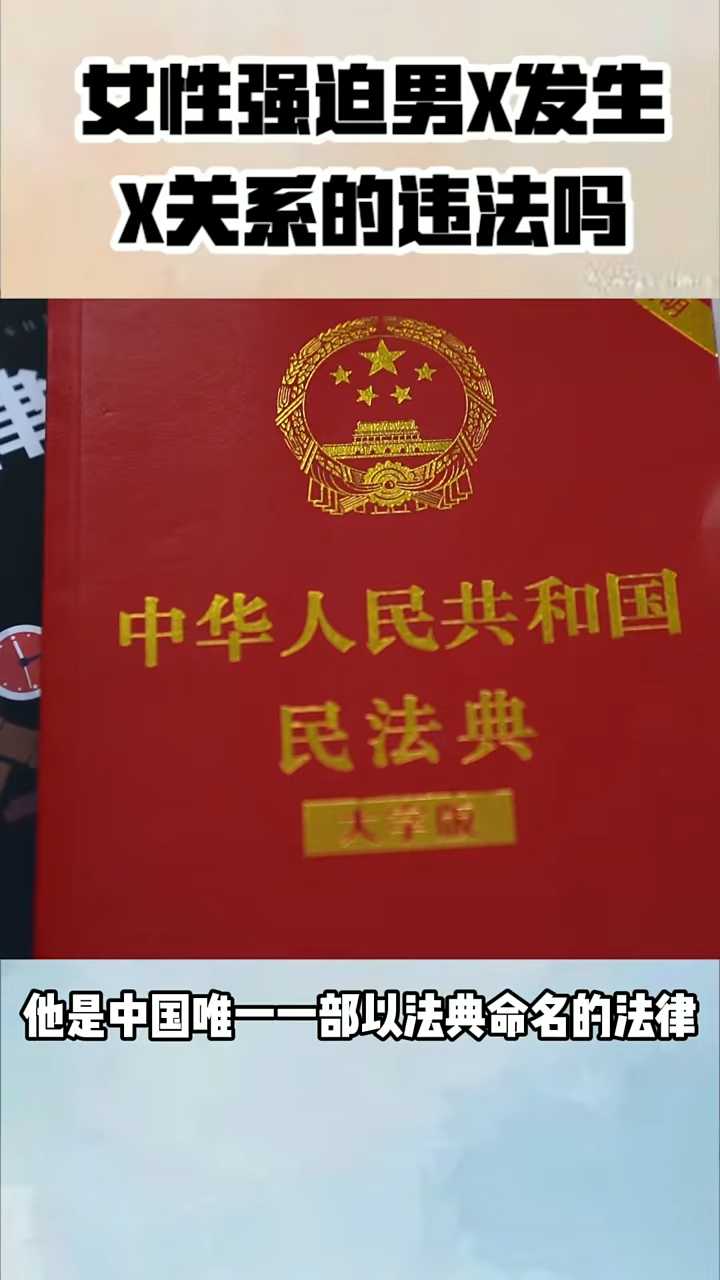 女性强迫男X发生
X关系的违法吗
律
中华人民共和国
民法典
大字版
他是中国唯一一部以法典命名的法律